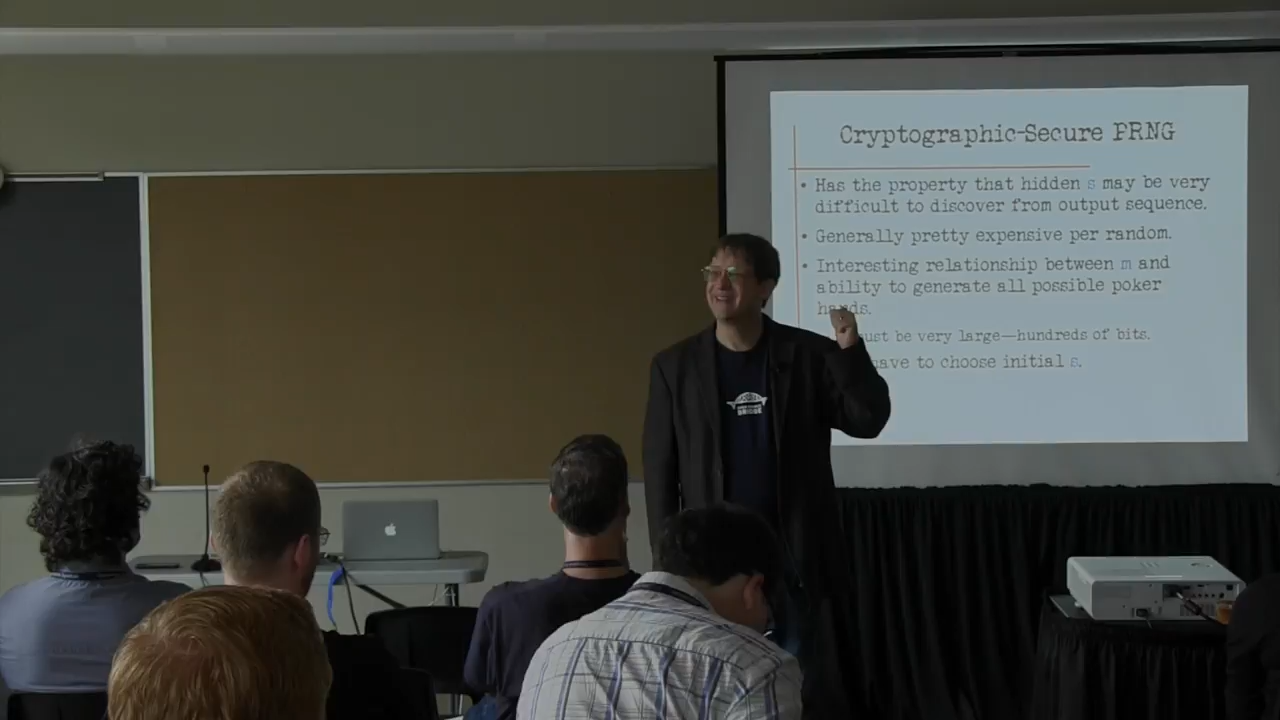 Cryptographic-Secure PRNG
• Has the property that hidden s may be very
difficult to discover from output sequence.
• Generally pretty expensive per random.
• Interesting relationship between m and
ability to generate all possible poker
hands.
must be very large—hundreds of bits.
have to choose initial s.